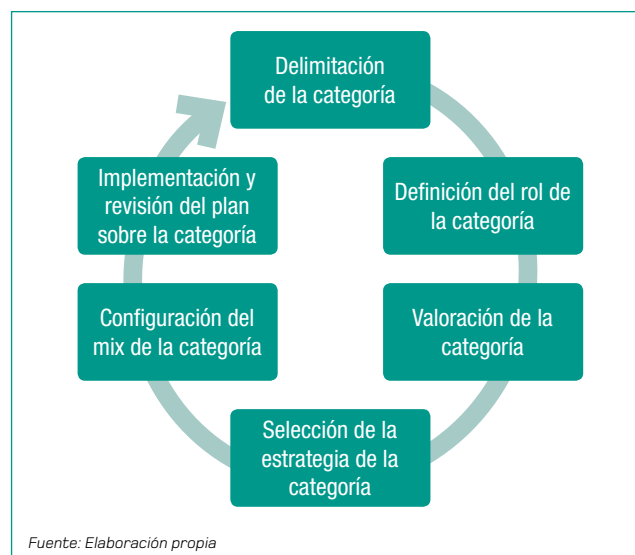 Delimitación
de la categoría
Definición del rol de
la categoría
Valoración de la
categoría
Selección de la
estrategia de la
categoría
Configuración del
mix de la categoría
Implementación y
revisión del plan
sobre la categoría
Fuente: Elaboración propia